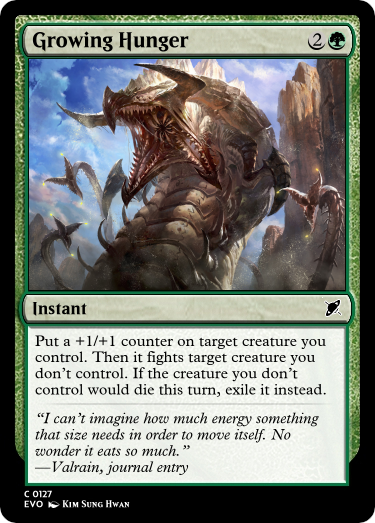 Growing Hunger 2
Instant
Put a +1/+1 counter on target creature you
control. Then it fights target creature you
don't control. If the creature you don't
control would die this turn, exile it instead.
"I can't imagine how much energy something
that size needs in order to move itself. No
wonder it eats so much."
—Valrain, journal entry
C 0127
EVO Kim Sung Hwan